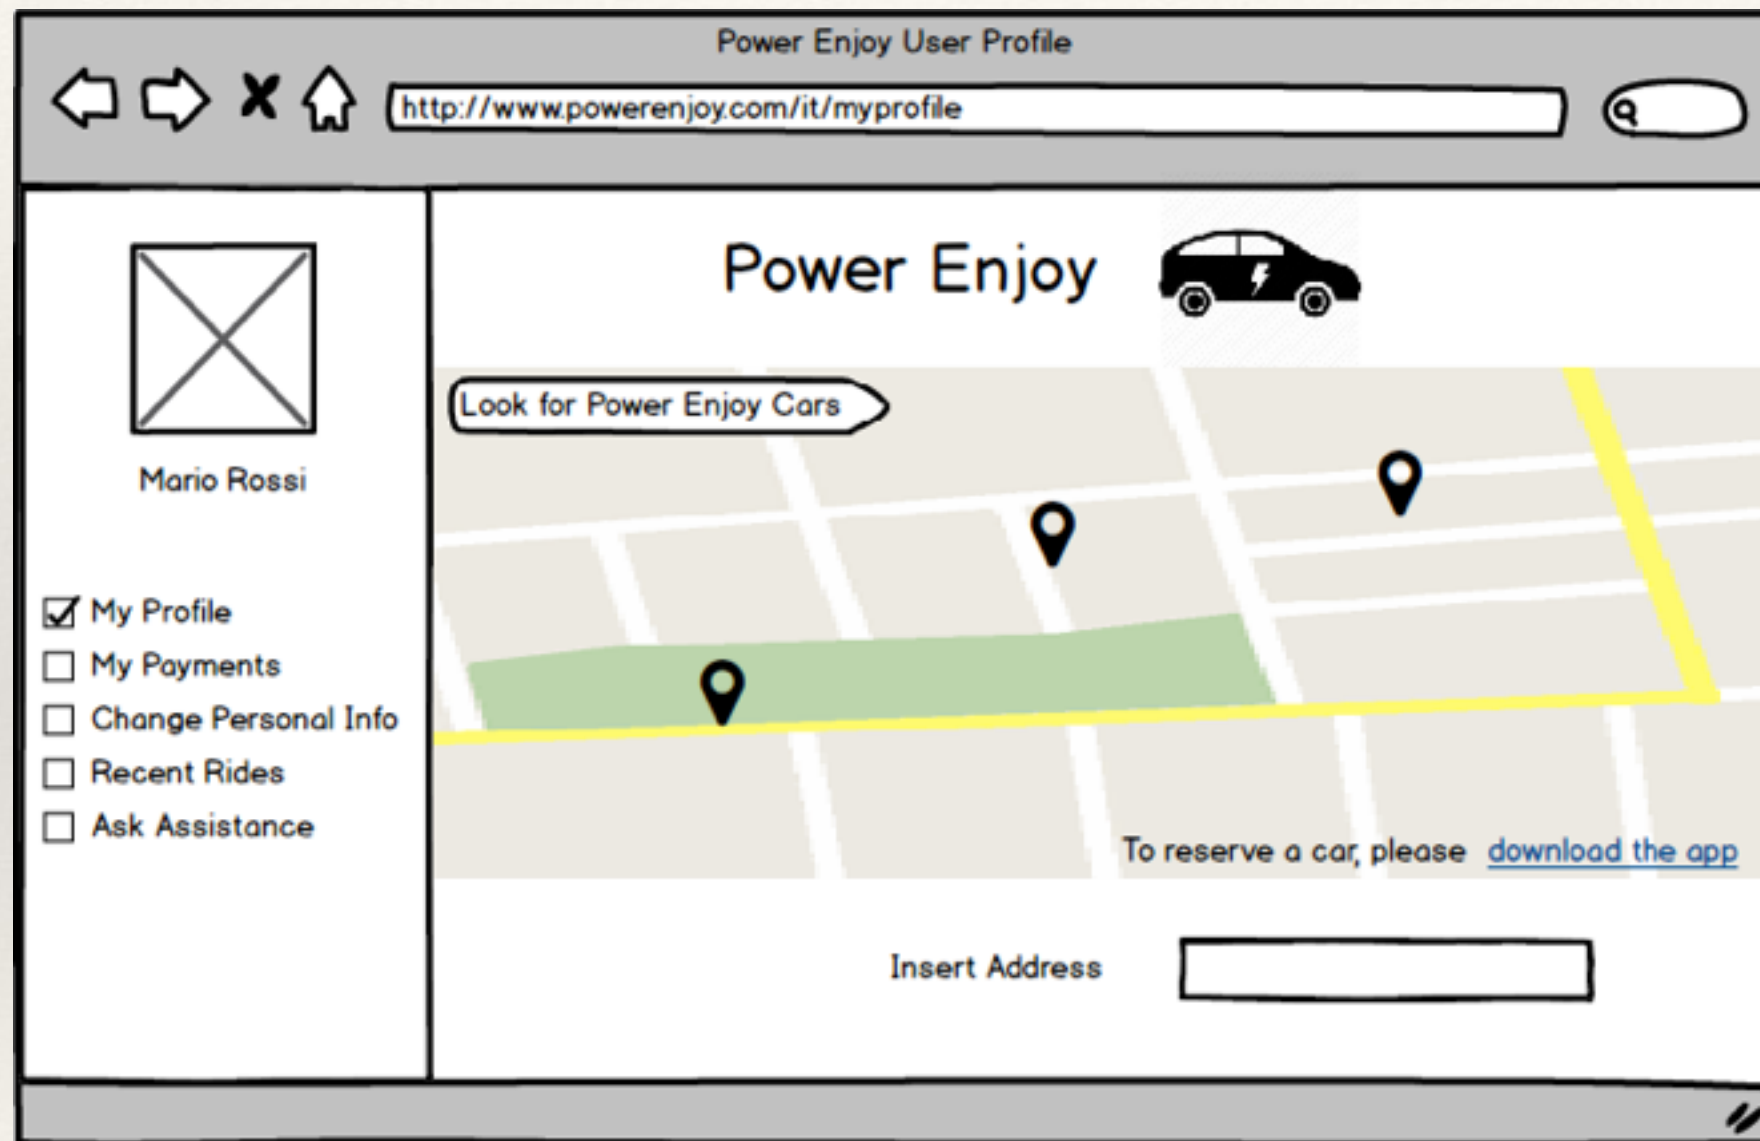 Power Enjoy User Profile
http://www.powerenjoy.com/it/myprofile
Power Enjoy
Mario Rossi
My Profile
My Payments
Change Personal Info
Recent Rides
Ask Assistance
Look for Power Enjoy Cars
To reserve a car, please download the app
Insert Address